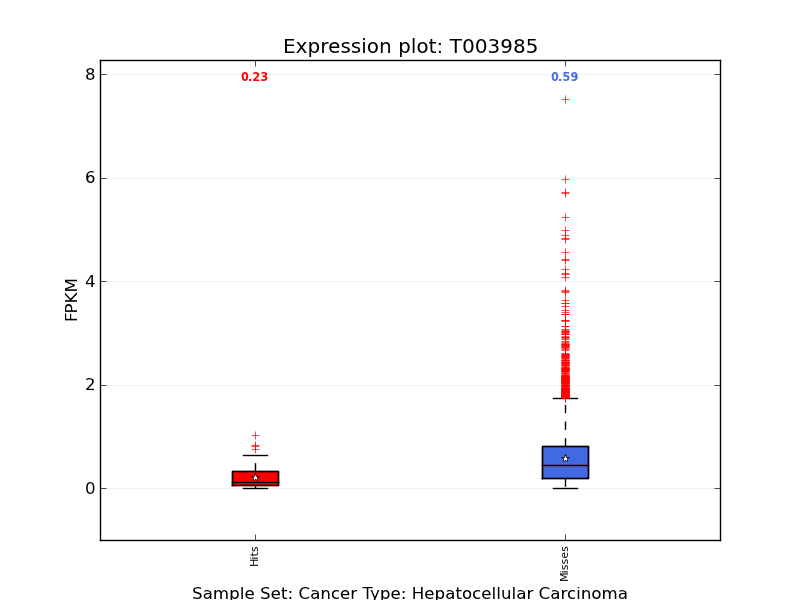 Expression plot: T003985
0.23
0.59
8
6
4
2
0
FPKM
Hits
Misses
Sample Set: Cancer Type: Hepatocellular Carcinoma